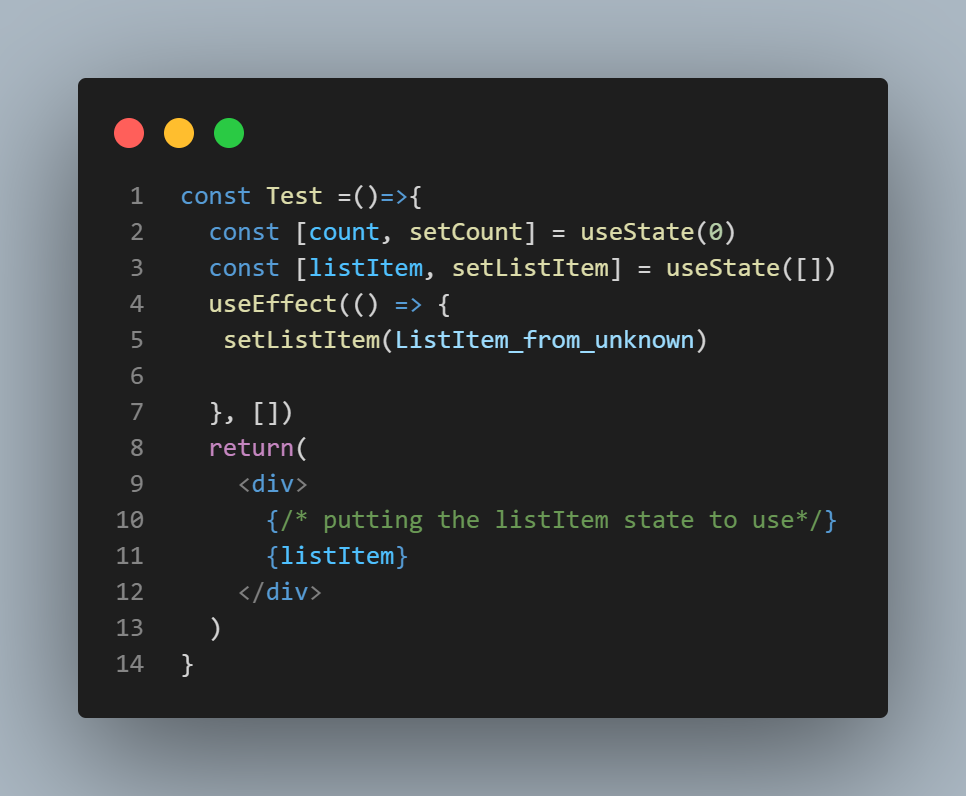 1 const Test =()=>{
2   const [count, setCount] = useState(0)
3   const [listItem, setListItem] = useState([])
4   useEffect(() => {
5    setListItem(ListItem_from_unknown)
6
7   }, [])
8   return(
9     <div>
10       {/* putting the listItem state to use*/}
11       {listItem}
12     </div>
13   )
14 }